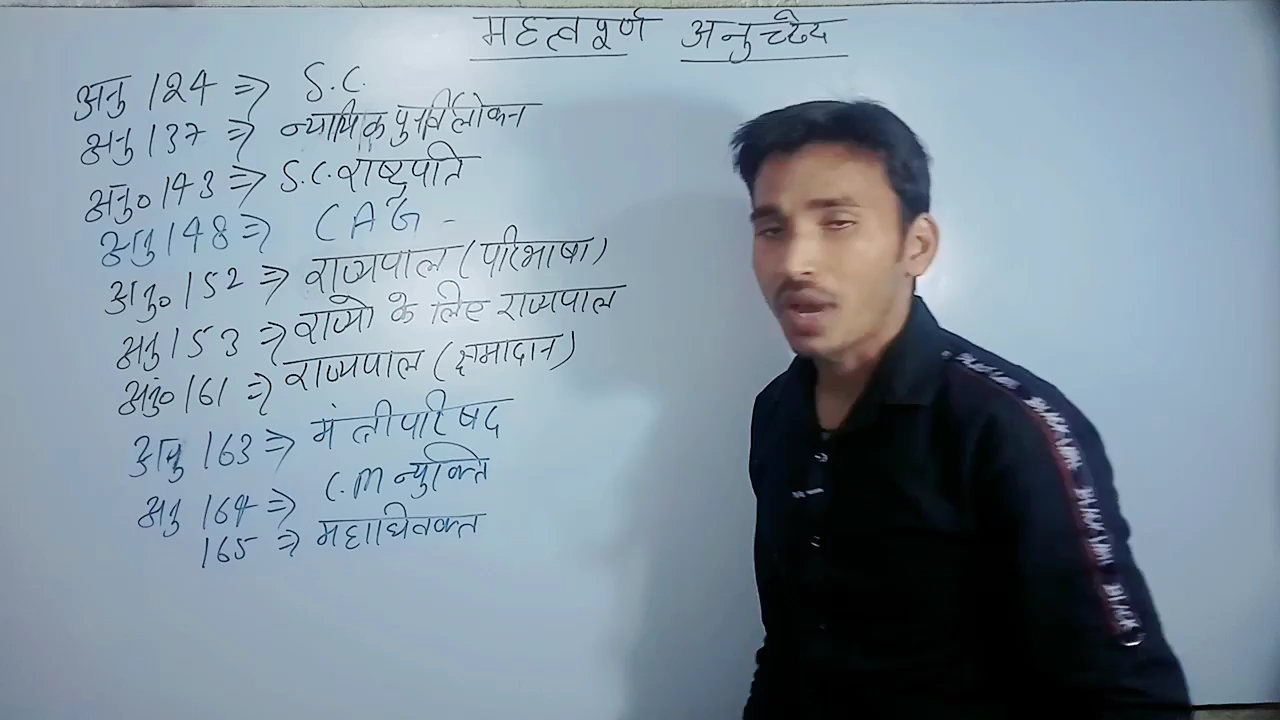 महत्वपूर्ण अनुच्छेद
अनु 124 => S.C.
अनु 137 => न्यायिक पुनर्विलोकन
अनु० 143 => S.C. राष्ट्रपति
अनु 148 => CAG -
अनु० 152 => राज्यपाल (परिभाषा)
अनु 153 => राज्यो के लिए राज्यपाल
अनु० 161 => राज्यपाल (क्षमादान)
अनु 163 => मंत्रीपरिषद
अनु 164 => C.M न्युक्ति
165 => महाधिवक्त